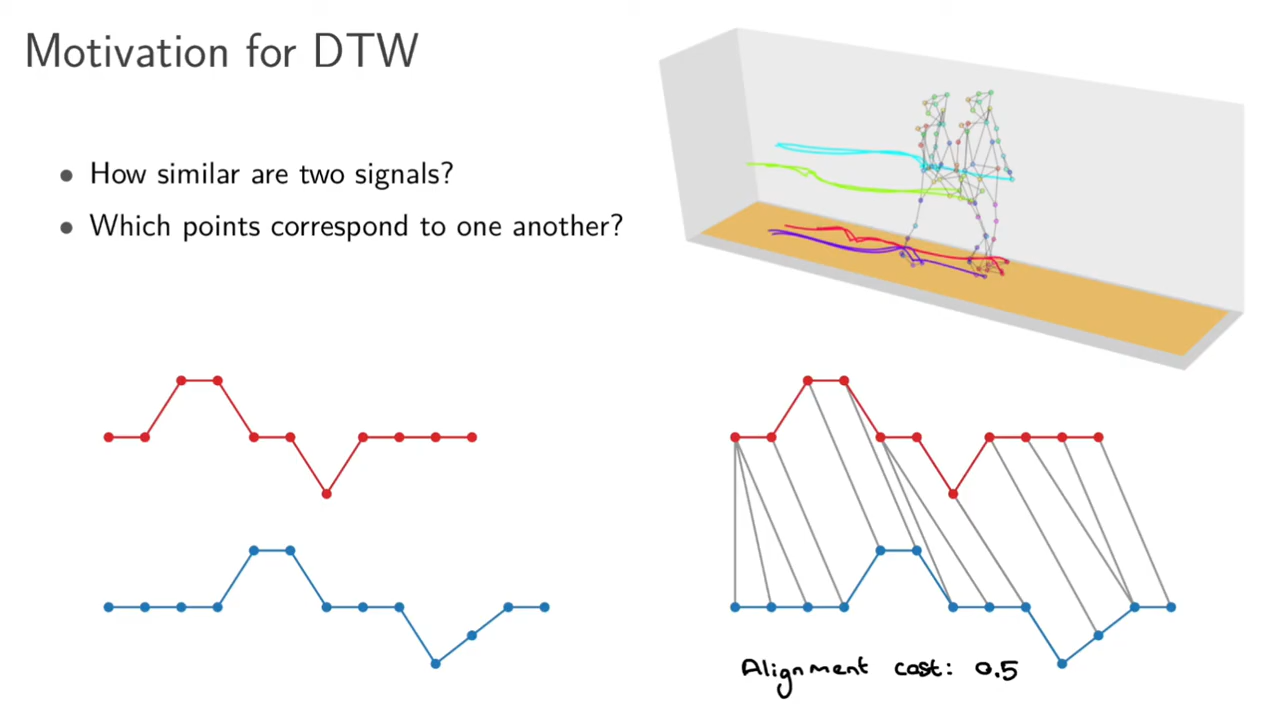 Motivation for DTW
How similar are two signals?
Which points correspond to one another?
Alignment cost: 0.5